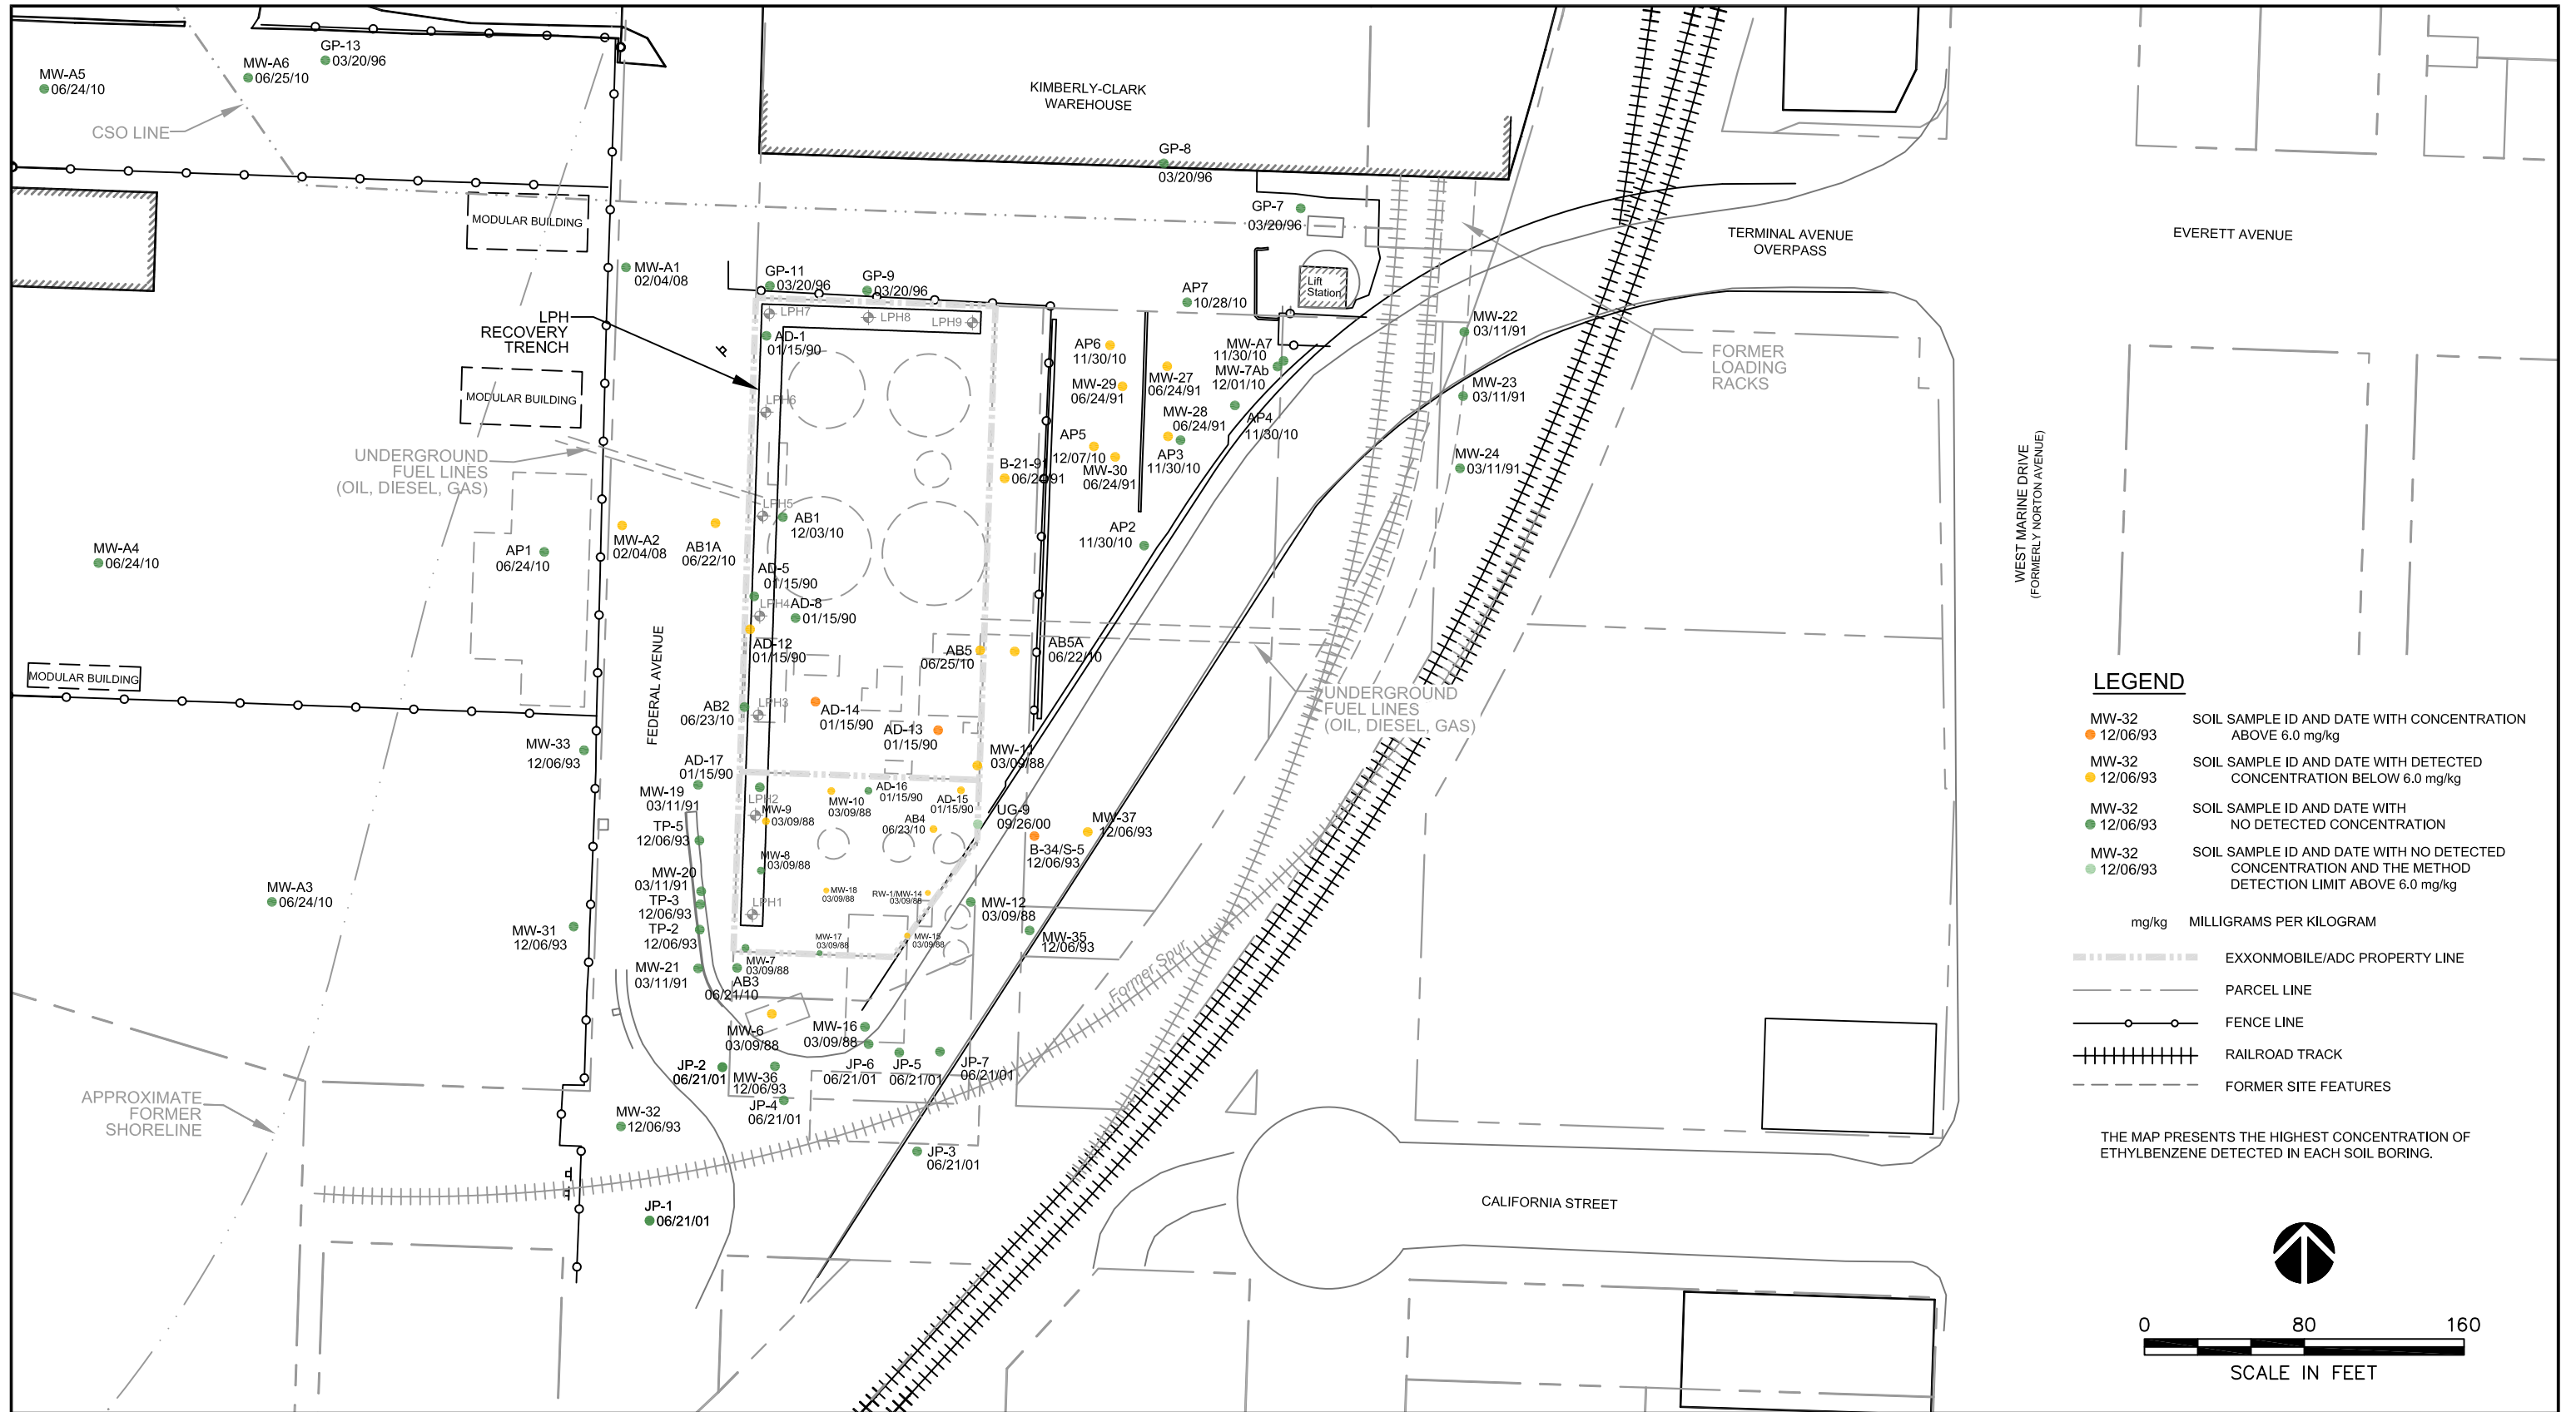 MW-A5
06/24/10
MW-A6
06/25/10
GP-13
03/20/96
CSO LINE
KIMBERLY-CLARK
WAREHOUSE
GP-8
03/20/96
GP-7
03/20/96
MODULAR BUILDING
MW-A1
02/04/08
GP-11
03/20/96
GP-9
03/20/96
AP7
10/28/10
Lift
Station
TERMINAL AVENUE
OVERPASS
EVERETT AVENUE
LPH
RECOVERY
TRENCH
LPH7
LPH8
LPH9
AD-1
01/15/90
AP6
11/30/10
MW-A7
11/30/10
MW-7Ab
12/01/10
MW-22
03/11/91
FORMER
LOADING
RACKS
MW-29
06/24/91
MW-27
06/24/91
MW-23
03/11/91
MODULAR BUILDING
LPH6
MW-28
06/24/91
AP4
11/30/10
AP5
12/07/10
AP3
11/30/10
MW-30
06/24/91
MW-24
03/11/91
UNDERGROUND
FUEL LINES
(OIL, DIESEL, GAS)
B-21-91
06/24/91
LPH5
AB1
12/03/10
MW-A2
02/04/08
AB1A
06/22/10
AP2
11/30/10
MW-A4
06/24/10
AP1
06/24/10
AD-5
01/15/90
LPH4
AD-8
01/15/90
WEST MARINE DRIVE
(FORMERLY NORTON AVENUE)
AD-12
01/15/90
AB5
06/25/10
AB5A
06/22/10
FEDERAL AVENUE
MODULAR BUILDING
AB2
06/23/10
LPH3
AD-14
01/15/90
AD-13
01/15/90
UNDERGROUND
FUEL LINES
(OIL, DIESEL, GAS)
MW-33
12/06/93
AD-17
01/15/90
MW-11
03/09/88
MW-19
03/11/91
LPH2
MW-9
03/09/88
MW-10
03/09/88
AD-16
01/15/90
AD-15
01/15/90
AB4
06/23/10
UG-9
09/26/00
MW-37
12/06/93
B-34/S-5
12/06/93
TP-5
12/06/93
MW-8
03/09/88
MW-20
03/11/91
TP-3
12/06/93
MW-18
03/09/88
RW-1/MW-14
03/09/88
MW-12
03/09/88
MW-A3
06/24/10
LPH1
MW-31
12/06/93
TP-2
12/06/93
MW-17
03/09/88
MW-15
03/09/88
MW-35
12/06/93
MW-21
03/11/91
MW-7
03/09/88
AB3
06/21/10
Former Spur
MW-6
03/09/88
MW-16
03/09/88
JP-2
06/21/01
MW-36
12/06/93
JP-6
06/21/01
JP-5
06/21/01
JP-7
06/21/01
JP-4
06/21/01
APPROXIMATE
FORMER
SHORELINE
MW-32
12/06/93
JP-3
06/21/01
JP-1
06/21/01
CALIFORNIA STREET
LEGEND
MW-32
12/06/93
SOIL SAMPLE ID AND DATE WITH CONCENTRATION
ABOVE 6.0 mg/kg
MW-32
12/06/93
SOIL SAMPLE ID AND DATE WITH DETECTED
CONCENTRATION BELOW 6.0 mg/kg
MW-32
12/06/93
SOIL SAMPLE ID AND DATE WITH
NO DETECTED CONCENTRATION
MW-32
12/06/93
SOIL SAMPLE ID AND DATE WITH NO DETECTED
CONCENTRATION AND THE METHOD
DETECTION LIMIT ABOVE 6.0 mg/kg
mg/kg MILLIGRAMS PER KILOGRAM
EXXONMOBILE/ADC PROPERTY LINE
PARCEL LINE
FENCE LINE
RAILROAD TRACK
FORMER SITE FEATURES
THE MAP PRESENTS THE HIGHEST CONCENTRATION OF
ETHYLBENZENE DETECTED IN EACH SOIL BORING.
0 80 160
SCALE IN FEET